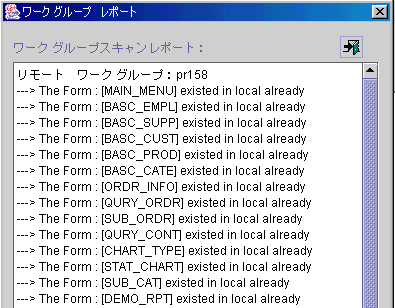 ワーク グループ レポート
ワーク グループスキャンレポート：
リモート ワーク グループ：pr158
---> The Form : [MAIN_MENU] existed in local already
---> The Form : [BASC_EMPL] existed in local already
---> The Form : [BASC_SUPP] existed in local already
---> The Form : [BASC_CUST] existed in local already
---> The Form : [BASC_PROD] existed in local already
---> The Form : [BASC_CATE] existed in local already
---> The Form : [ORDR_INFO] existed in local already
---> The Form : [QURY_ORDR] existed in local already
---> The Form : [SUB_ORDR] existed in local already
---> The Form : [QURY_CONT] existed in local already
---> The Form : [CHART_TYPE] existed in local already
---> The Form : [STAT_CHART] existed in local already
---> The Form : [SUB_CAT] existed in local already
---> The Form : [DEMO_RPT] existed in local already